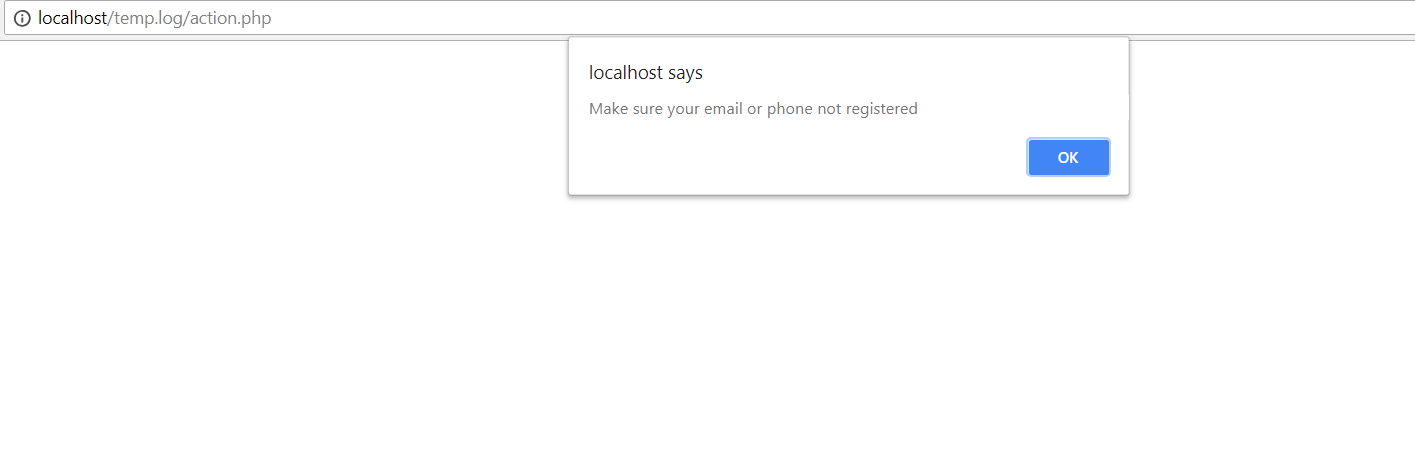 localhost/temp.log/action.php
localhost says
Make sure your email or phone not registered
OK